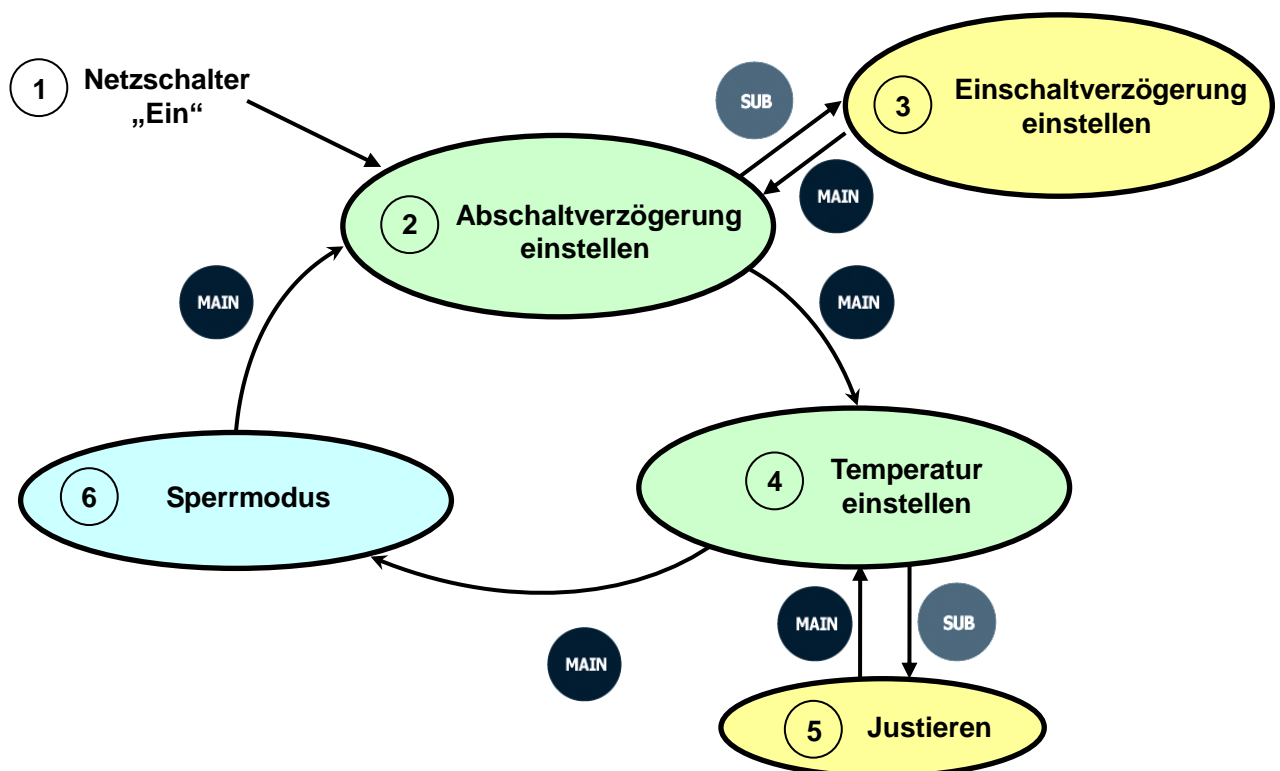 1 Netzschalter
„Ein“
SUB
3 Einschaltverzögerung
einstellen
MAIN
2 Abschaltverzögerung
einstellen
MAIN
MAIN
4 Temperatur
einstellen
6 Sperrmodus
MAIN
MAIN
SUB
5 Justieren